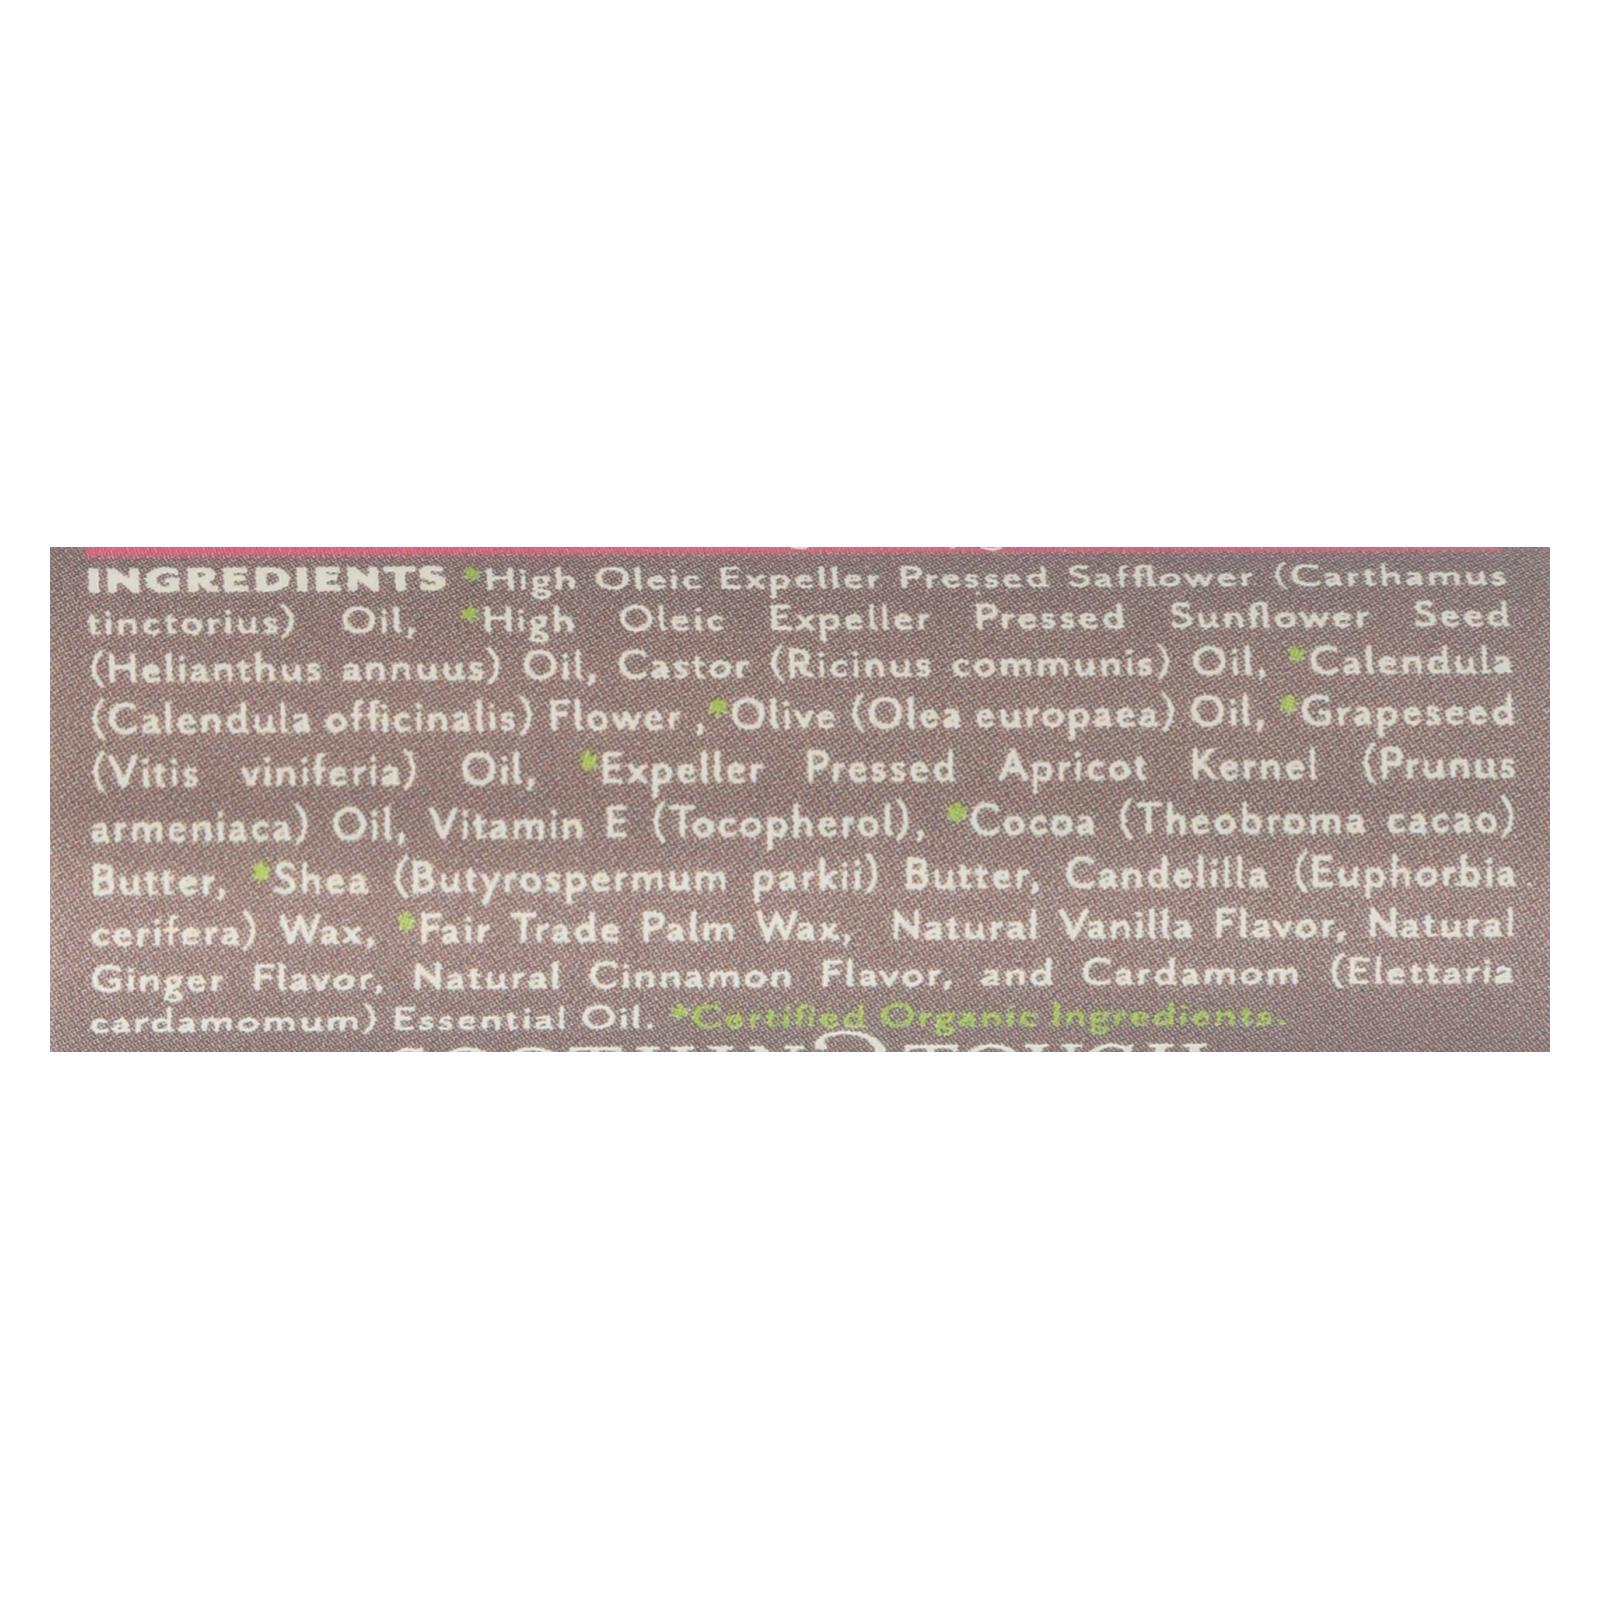 INGREDIENTS *High Oleic Expeller Pressed Safflower (Carthamus
tinctorius) Oil, *High Oleic Expeller Pressed Sunflower Seed
(Helianthus annuus) Oil, Castor (Ricinus communis) Oil, *Calendula
(Calendula officinalis) Flower ,*Olive (Olea europaea) Oil, *Grapeseed
(Vitis viniferia) Oil, *Expeller Pressed Apricot Kernel (Prunus
armeniaca) Oil, Vitamin E (Tocopherol), *Cocoa (Theobroma cacao)
Butter, *Shea (Butyrospermum parkii) Butter, Candelilla (Euphorbia
cerifera) Wax, *Fair Trade Palm Wax, Natural Vanilla Flavor, Natural
Ginger Flavor, Natural Cinnamon Flavor, and Cardamom (Elettaria
cardamomum) Essential Oil. *Certified Organic Ingredients.